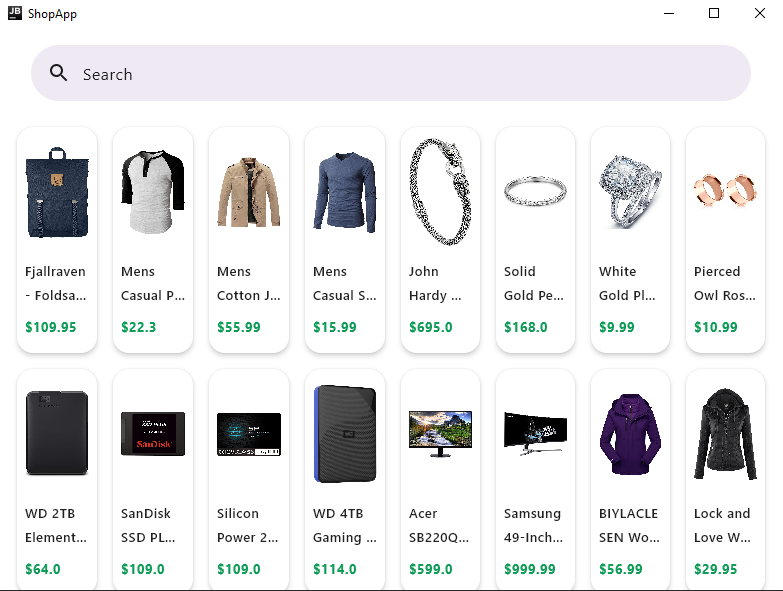 JB
ShopApp
Search
Fjallraven
- Foldsa...
$109.95
Mens
Casual P...
$22.3
Mens
Cotton J...
$55.99
Mens
Casual S...
$15.99
John
Hardy ...
$695.0
Solid
Gold Pe...
$168.0
White
Gold Pl...
$9.99
Pierced
Owl Ros...
$10.99
SanDisk
WD 2TB
Element...
$64.0
SanDisk
SSD PL...
$109.0
Silicon
Power 2...
$109.0
WD 4TB
Gaming ...
$114.0
Acer
SB220Q...
$599.0
Samsung
49-Inch...
$999.99
BIYLACLE
SEN Wo...
$56.99
Lock and
Love W...
$29.95